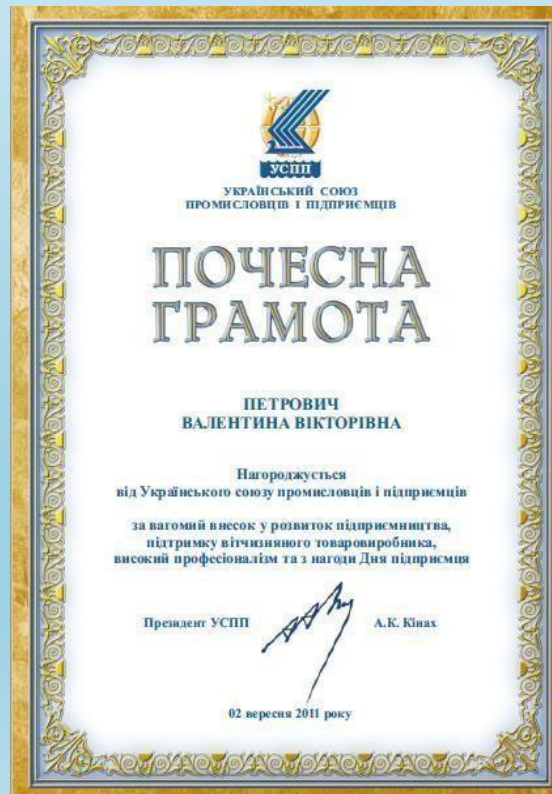 УСПП
УКРАЇНСЬКИЙ СОЮЗ
ПРОМИСЛОВЦІВ І ПІДПРИЄМЦІВ
ПОЧЕСНА
ГРАМОТА
ПЕТРОВИЧ
ВАЛЕНТИНА ВІКТОРІВНА
Нагороджується
від Українського союзу промисловців і підприємців
за вагомий внесок у розвиток підприємництва,
підтримку вітчизняного товаровиробника,
високий професіоналізм та з нагоди Дня підприємця
Президент УСПП А.К. Кінах
02 вересня 2011 року